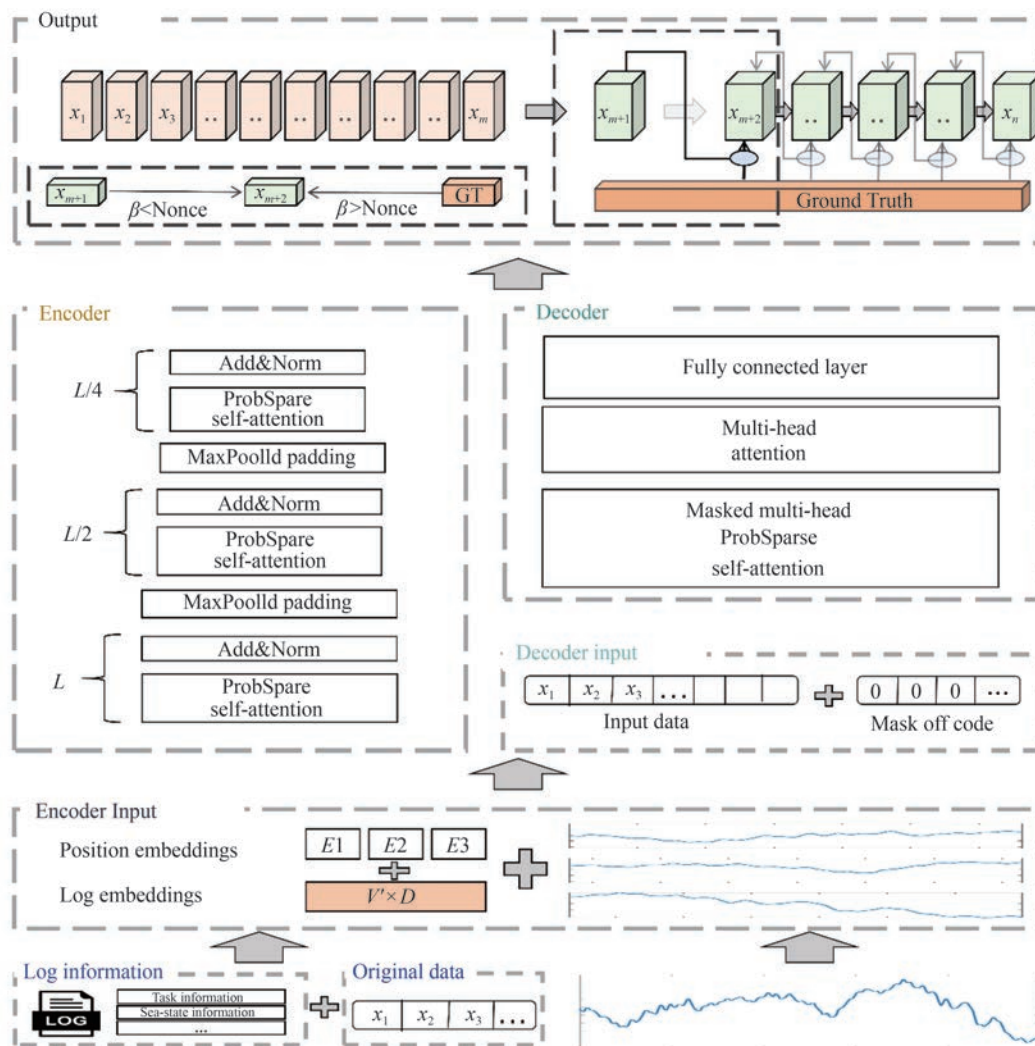 Output
x1 x2 x3 .. .. .. .. .. .. .. xm
xm+1 xm+2 .. .. .. xn
xm+1 β<Nonce xm+2 β>Nonce GT
Ground Truth
Encoder
L/4
Add&Norm
ProbSpare
self-attention
MaxPoolld padding
L/2
Add&Norm
ProbSpare
self-attention
MaxPoolld padding
L
Add&Norm
ProbSpare
self-attention
Decoder
Fully connected layer
Multi-head
attention
Masked multi-head
ProbSparse
self-attention
Decoder input
x1 x2 x3 ...
Input data
0 0 0 ...
Mask off code
Encoder Input
Position embeddings
E1 E2 E3
Log embeddings
V'×D
Log information
LOG
Task information
Sea-state information
...
Original data
x1 x2 x3 ...